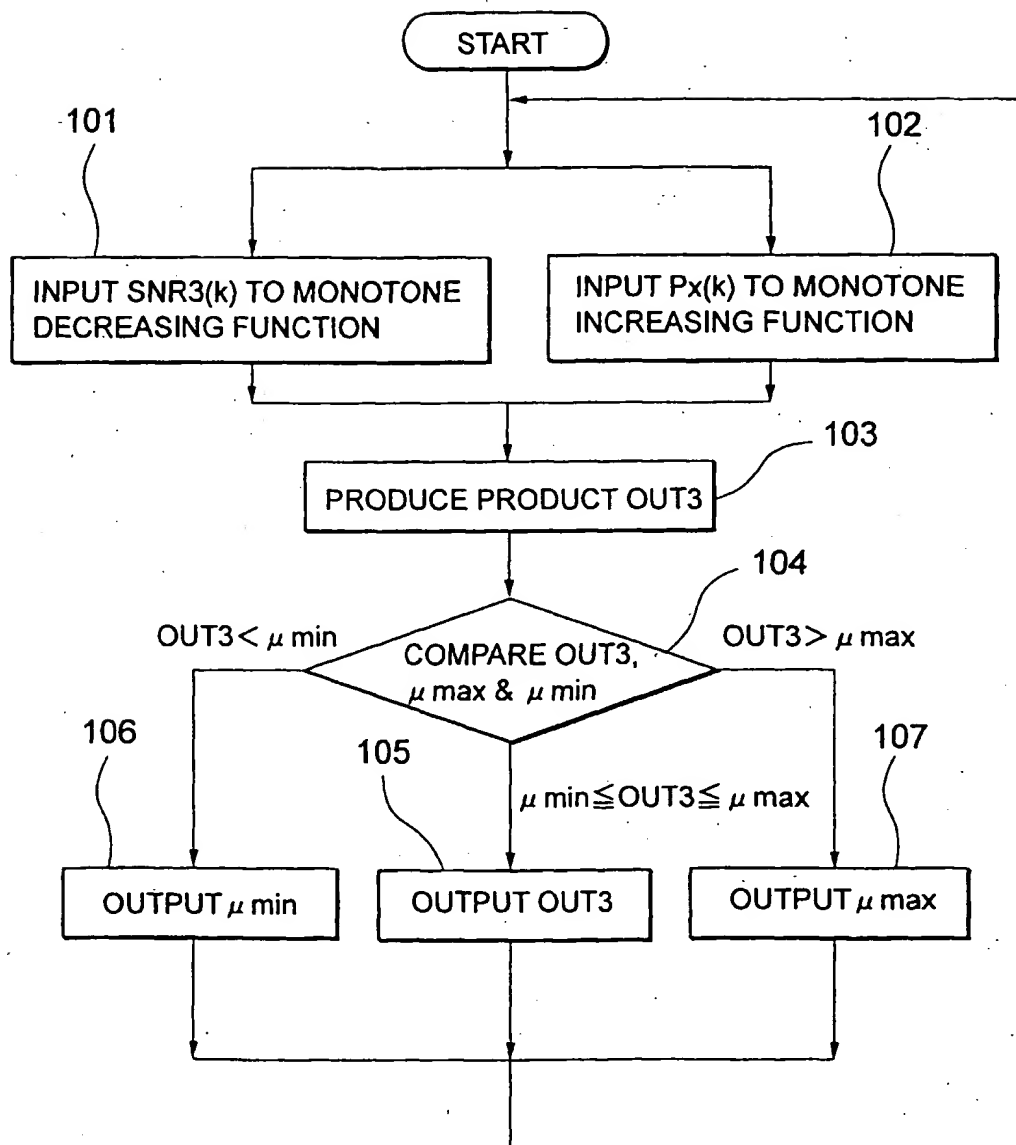 START
101
102
INPUT SNR3(k) TO MONOTONE
DECREASING FUNCTION
INPUT Px(k) TO MONOTONE
INCREASING FUNCTION
103
PRODUCE PRODUCT OUT3
104
OUT3< μ min
OUT3> μ max
COMPARE OUT3,
μ max & μ min
106
105
107
μ min≦OUT3≦ μ max
OUTPUT μ min
OUTPUT OUT3
OUTPUT μ max